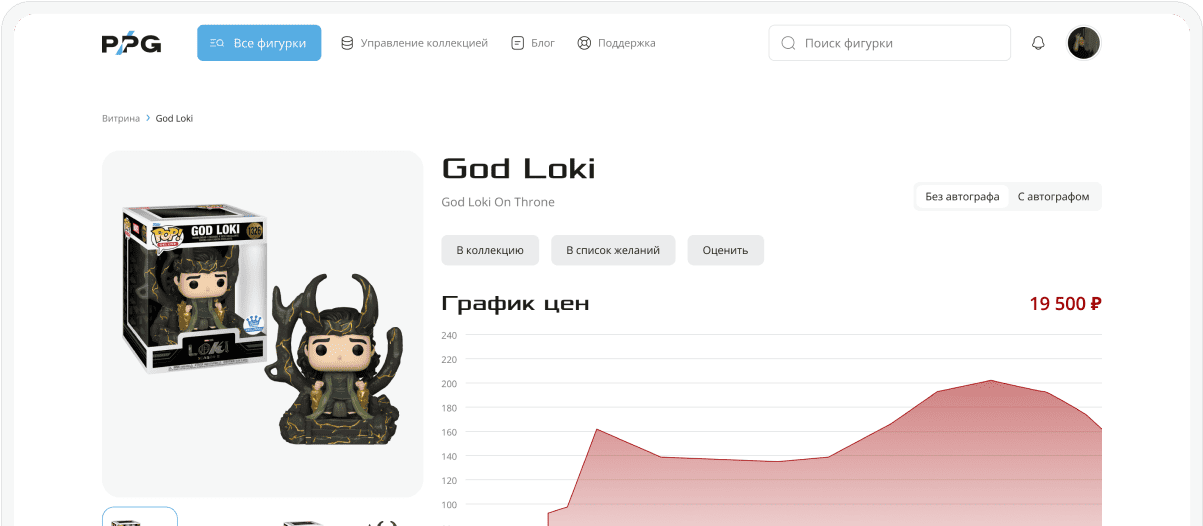 PPG
Все фигурки
Управление коллекцией
Блог
Поддержка
Поиск фигурки
Витрина
God Loki
God Loki
God Loki On Throne
Без автографа
С автографом
В коллекцию
В список желаний
Оценить
POP!
GOD LOKI
1326
LOKI
График цен
19 500 ₽
240
220
200
180
160
140
120
100